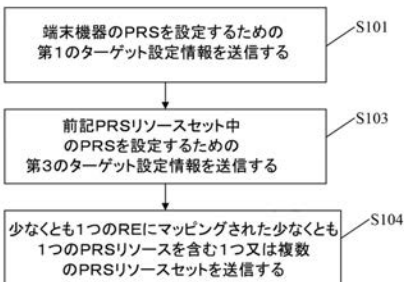 端末機器のPRSを設定するための
第1のターゲット設定情報を送信する
S101
前記PRSリソースセット中
のPRSを設定するための
第3のターゲット設定情報を送信する
S103
少なくとも1つのREにマッピングされた少なくとも
1つのPRSリソースを含む1つ又は複数
のPRSリソースセットを送信する
S104